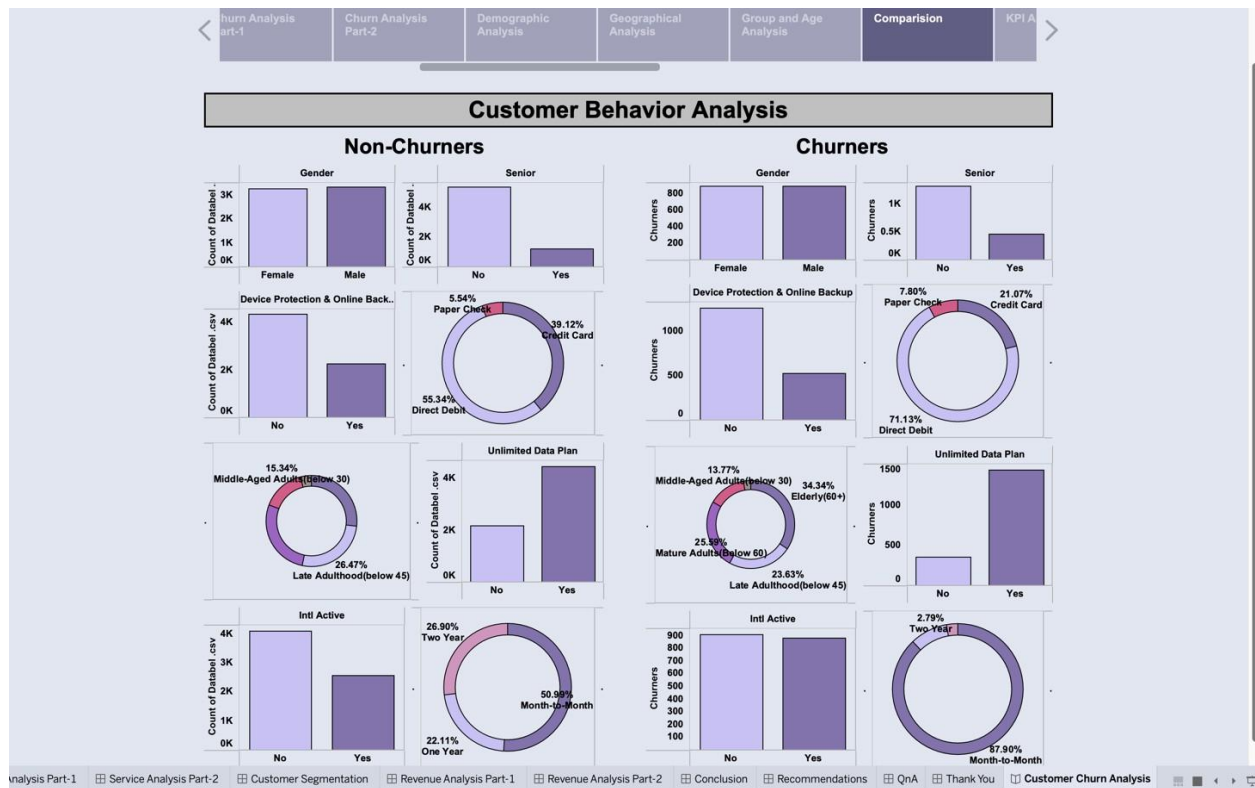 hurn Analysis
art-1
Churn Analysis
Part-2
Demographic
Analysis
Geographical
Analysis
Group and Age
Analysis
Comparision
KPI A
Customer Behavior Analysis
Non-Churners
Gender
Count of Databel .
3K
2K
1K
0K
Female
Male
Senior
Count of Databel .
4K
2K
0K
No
Yes
Device Protection & Online Back..
Count of Databel .csv
4K
2K
0K
No
Yes
5.54%
Paper Check
39.12%
Credit Card
55.34%
Direct Debit
15.34%
Middle-Aged Adults(below 30)
26.47%
Late Adulthood(below 45)
Unlimited Data Plan
Count of Databel .csv
4K
2K
0K
No
Yes
Intl Active
Count of Databel .csv
4K
3K
2K
1K
0K
No
Yes
26.90%
Two Year
50.99%
Month-to-Month
22.11%
One Year
Churners
Gender
Churners
800
600
400
200
Female
Male
Senior
Churners
1K
0.5K
0K
No
Yes
Device Protection & Online Backup
Churners
1000
500
0
No
Yes
7.80%
Paper Check
21.07%
Credit Card
71.13%
Direct Debit
13.77%
Middle-Aged Adults(below 30)
34.34%
Elderly(60+)
25.59%
Mature Adults(Below 60)
23.63%
Late Adulthood(below 45)
Unlimited Data Plan
Churners
1500
1000
500
0
No
Yes
Intl Active
Churners
900
800
700
600
500
400
300
200
100
No
Yes
2.79%
Two Year
87.90%
Month-to-Month
nalysis Part-1
Service Analysis Part-2
Customer Segmentation
Revenue Analysis Part-1
Revenue Analysis Part-2
Conclusion
Recommendations
QnA
Thank You
Customer Churn Analysis